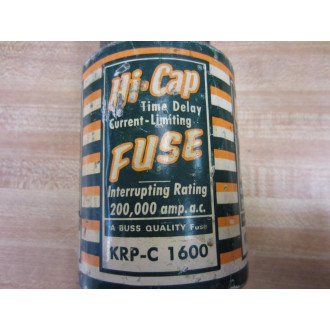 Hi-Cap®
Time Delay
Current-Limiting
FUSE
Interrupting Rating
200,000 amp. a.c.
A BUSS QUALITY Fuse
KRP-C 1600